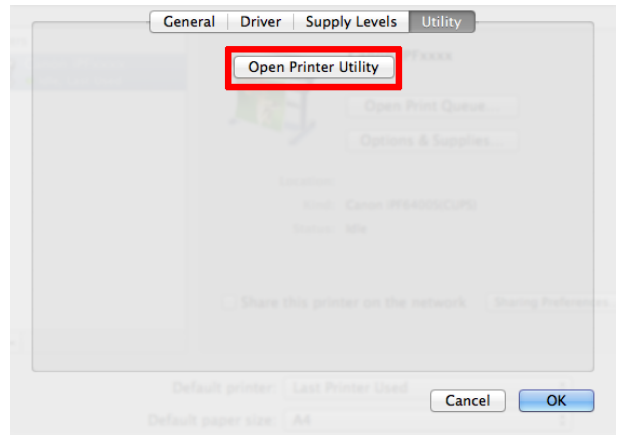 General Driver Supply Levels Utility
Open Printer Utility
Open Print Queue...
Options & Supplies...
Location:
Kind:
Status: Idle
Share this printer on the network Sharing Preferences
Default printer: Last Printer Used
Default paper size: A4
Cancel OK